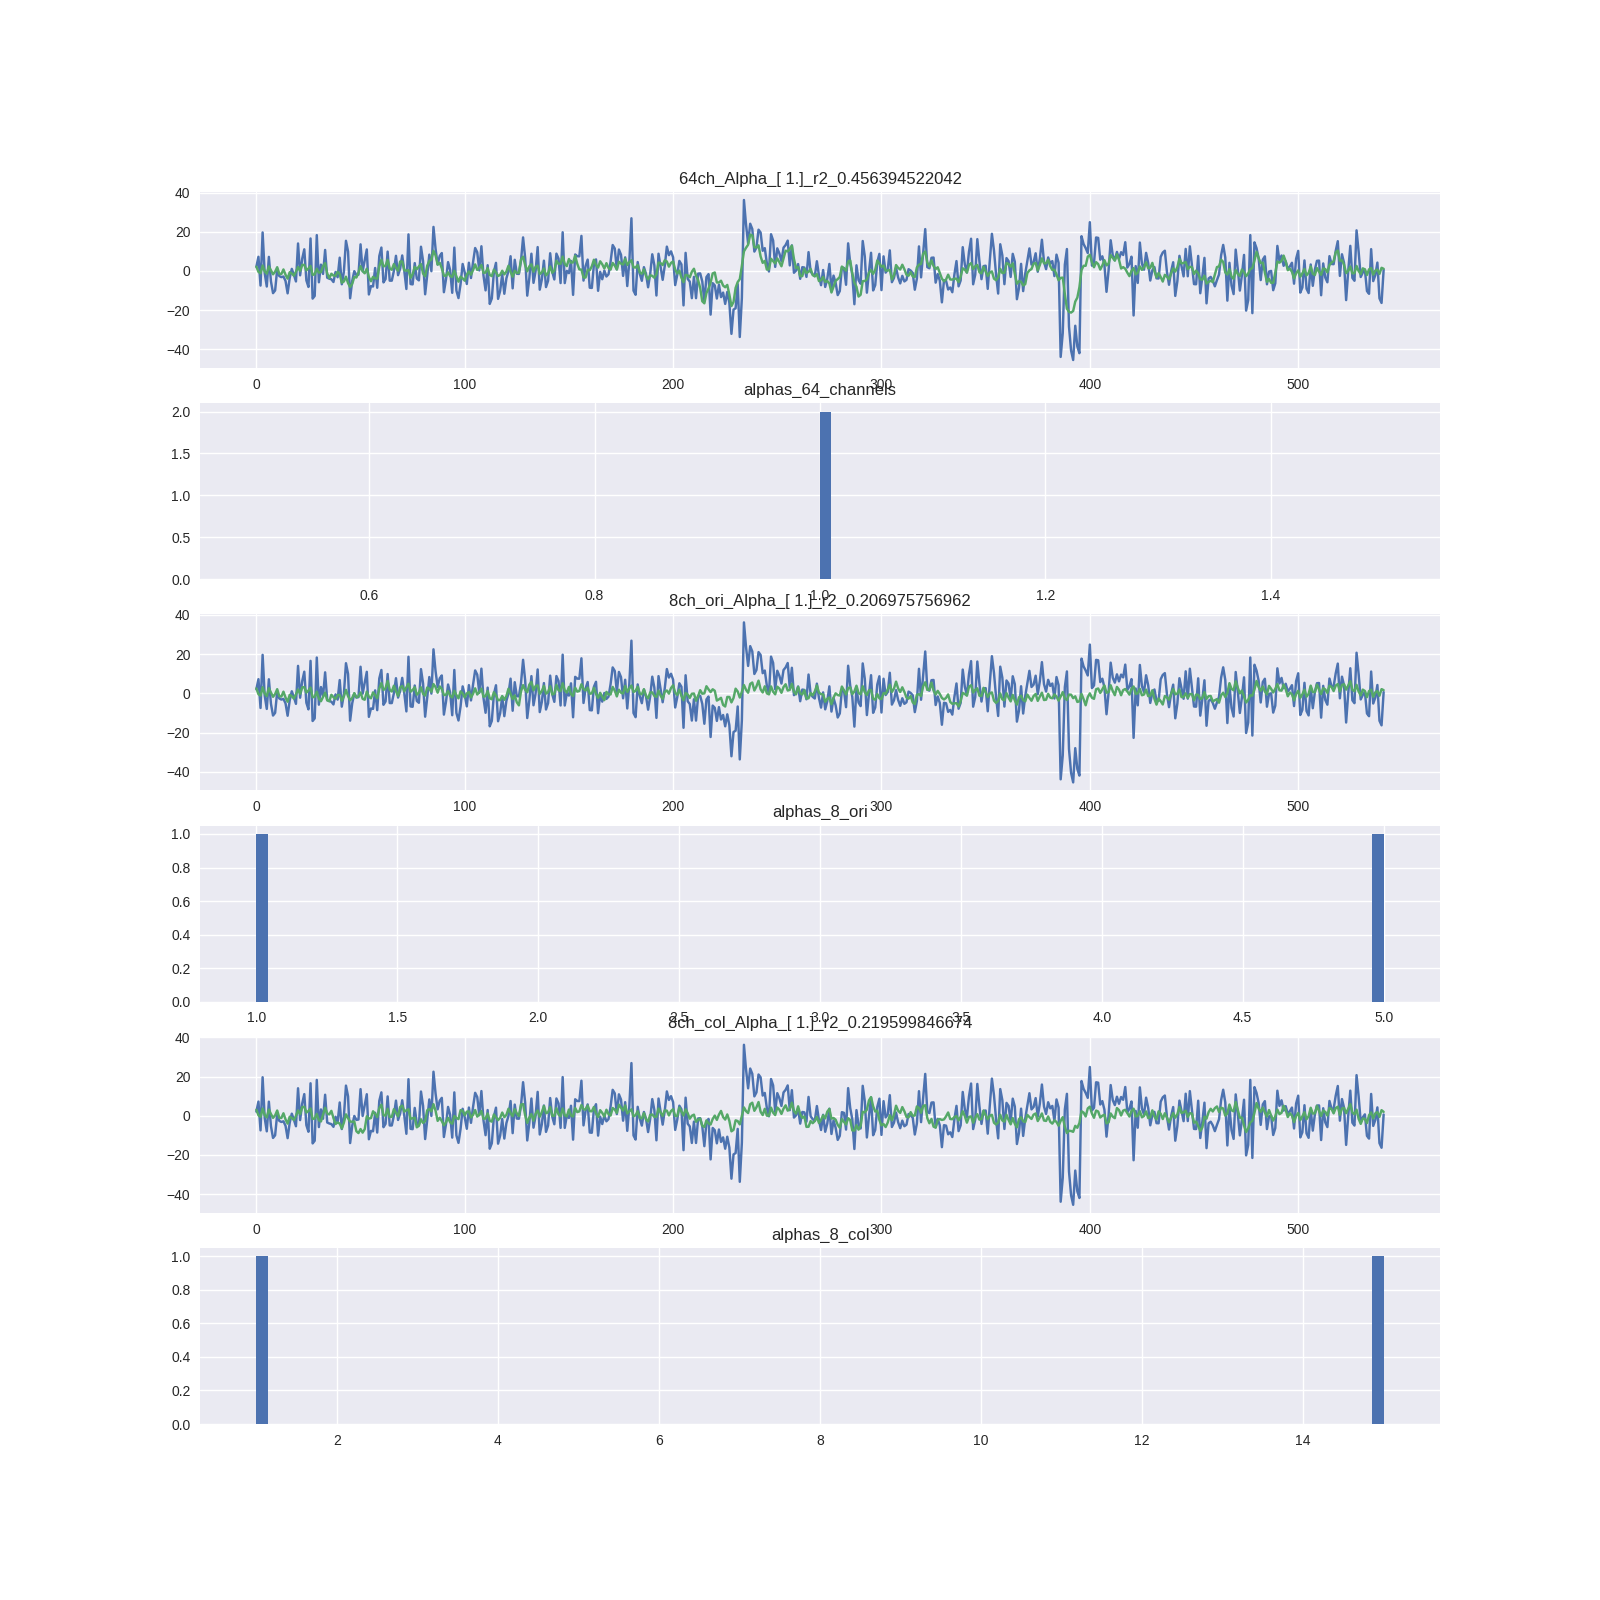 64ch_Alpha_[ 1.]_r2_0.456394522042
40
20
0
−20
−40
0 100 200 300 400 500
alphas_64_channels
2.0
1.5
1.0
0.5
0.0
0.6 0.8 1.0 1.2 1.4
8ch_ori_Alpha_[ 1.]_r2_0.206975756962
40
20
0
−20
−40
0 100 200 300 400 500
alphas_8_ori
1.0
0.8
0.6
0.4
0.2
0.0
1.0 1.5 2.0 2.5 3.0 3.5 4.0 4.5 5.0
8ch_col_Alpha_[ 1.]_r2_0.219599846674
40
20
0
−20
−40
0 100 200 300 400 500
alphas_8_col
1.0
0.8
0.6
0.4
0.2
0.0
2 4 6 8 10 12 14